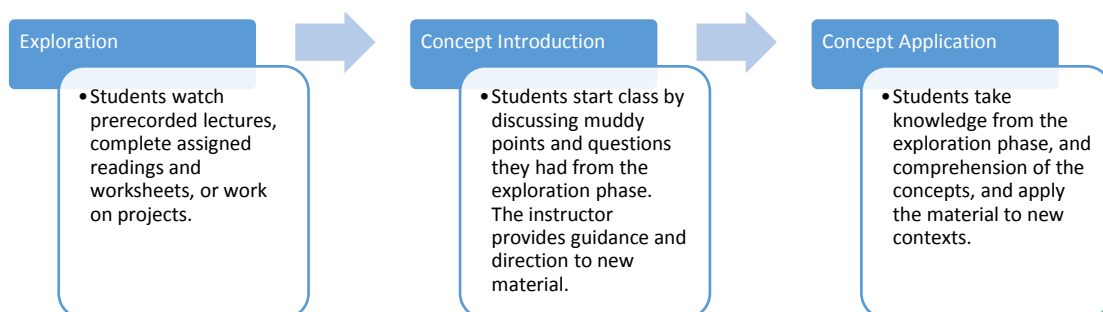 Exploration
•Students watch
prerecorded lectures,
complete assigned
readings and
worksheets, or work
on projects.
Concept Introduction
•Students start class by
discussing muddy
points and questions
they had from the
exploration phase.
The instructor
provides guidance and
direction to new
material.
Concept Application
•Students take
knowledge from the
exploration phase, and
comprehension of the
concepts, and apply
the material to new
contexts.